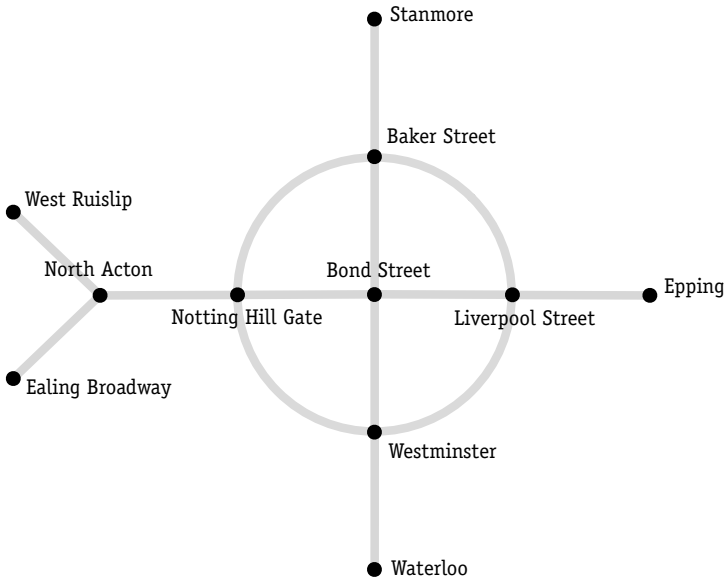 Stanmore
Baker Street
West Ruislip
North Acton
Bond Street
Epping
Notting Hill Gate
Liverpool Street
Ealing Broadway
Westminster
Waterloo